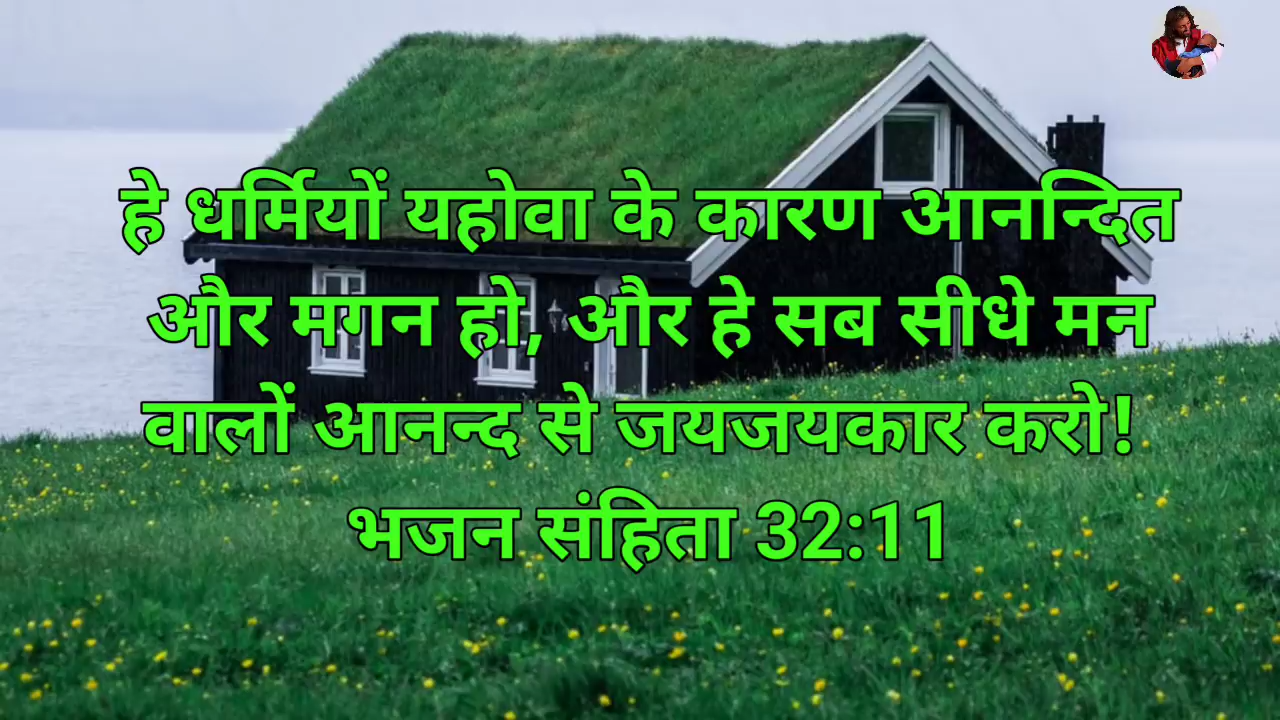 हे धर्मियों यहोवा के कारण आनन्दित
और मगन हो, और हे सब सीधे मन
वालों आनन्द से जयजयकार करो!
भजन संहिता 32:11